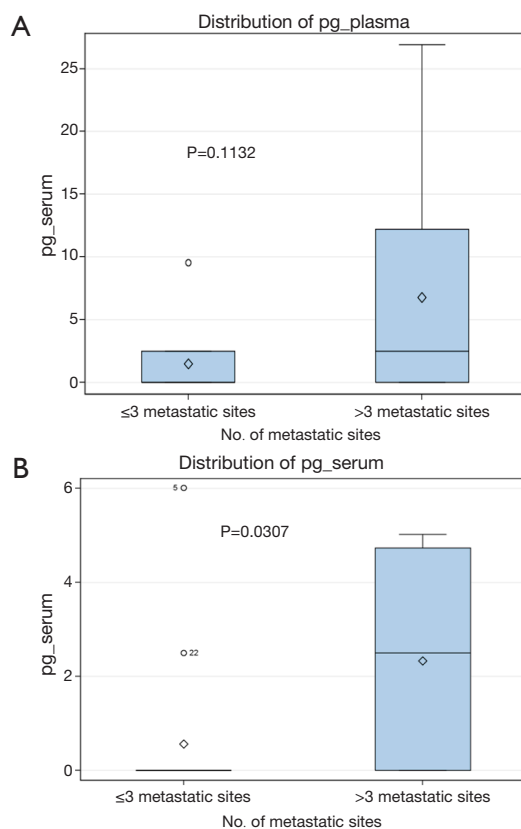 A
Distribution of pg_plasma
pg_serum
25
20
15
10
5
0
P=0.1132
≤3 metastatic sites
>3 metastatic sites
No. of metastatic sites
B
Distribution of pg_serum
pg_serum
6
4
2
0
5
22
P=0.0307
≤3 metastatic sites
>3 metastatic sites
No. of metastatic sites